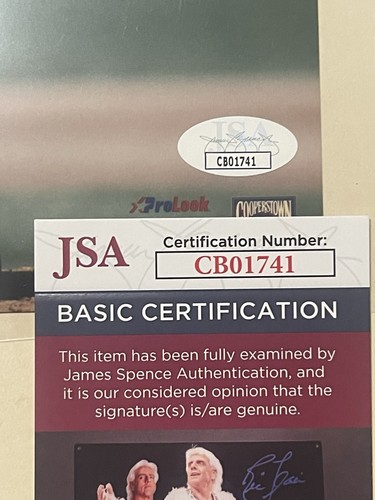 JSA
CB01741
ProLook
COOPERSTOWN
JSA
Certification Number:
CB01741
BASIC CERTIFICATION
This item has been fully examined by
James Spence Authentication, and
it is our considered opinion that the
signature(s) is/are genuine.